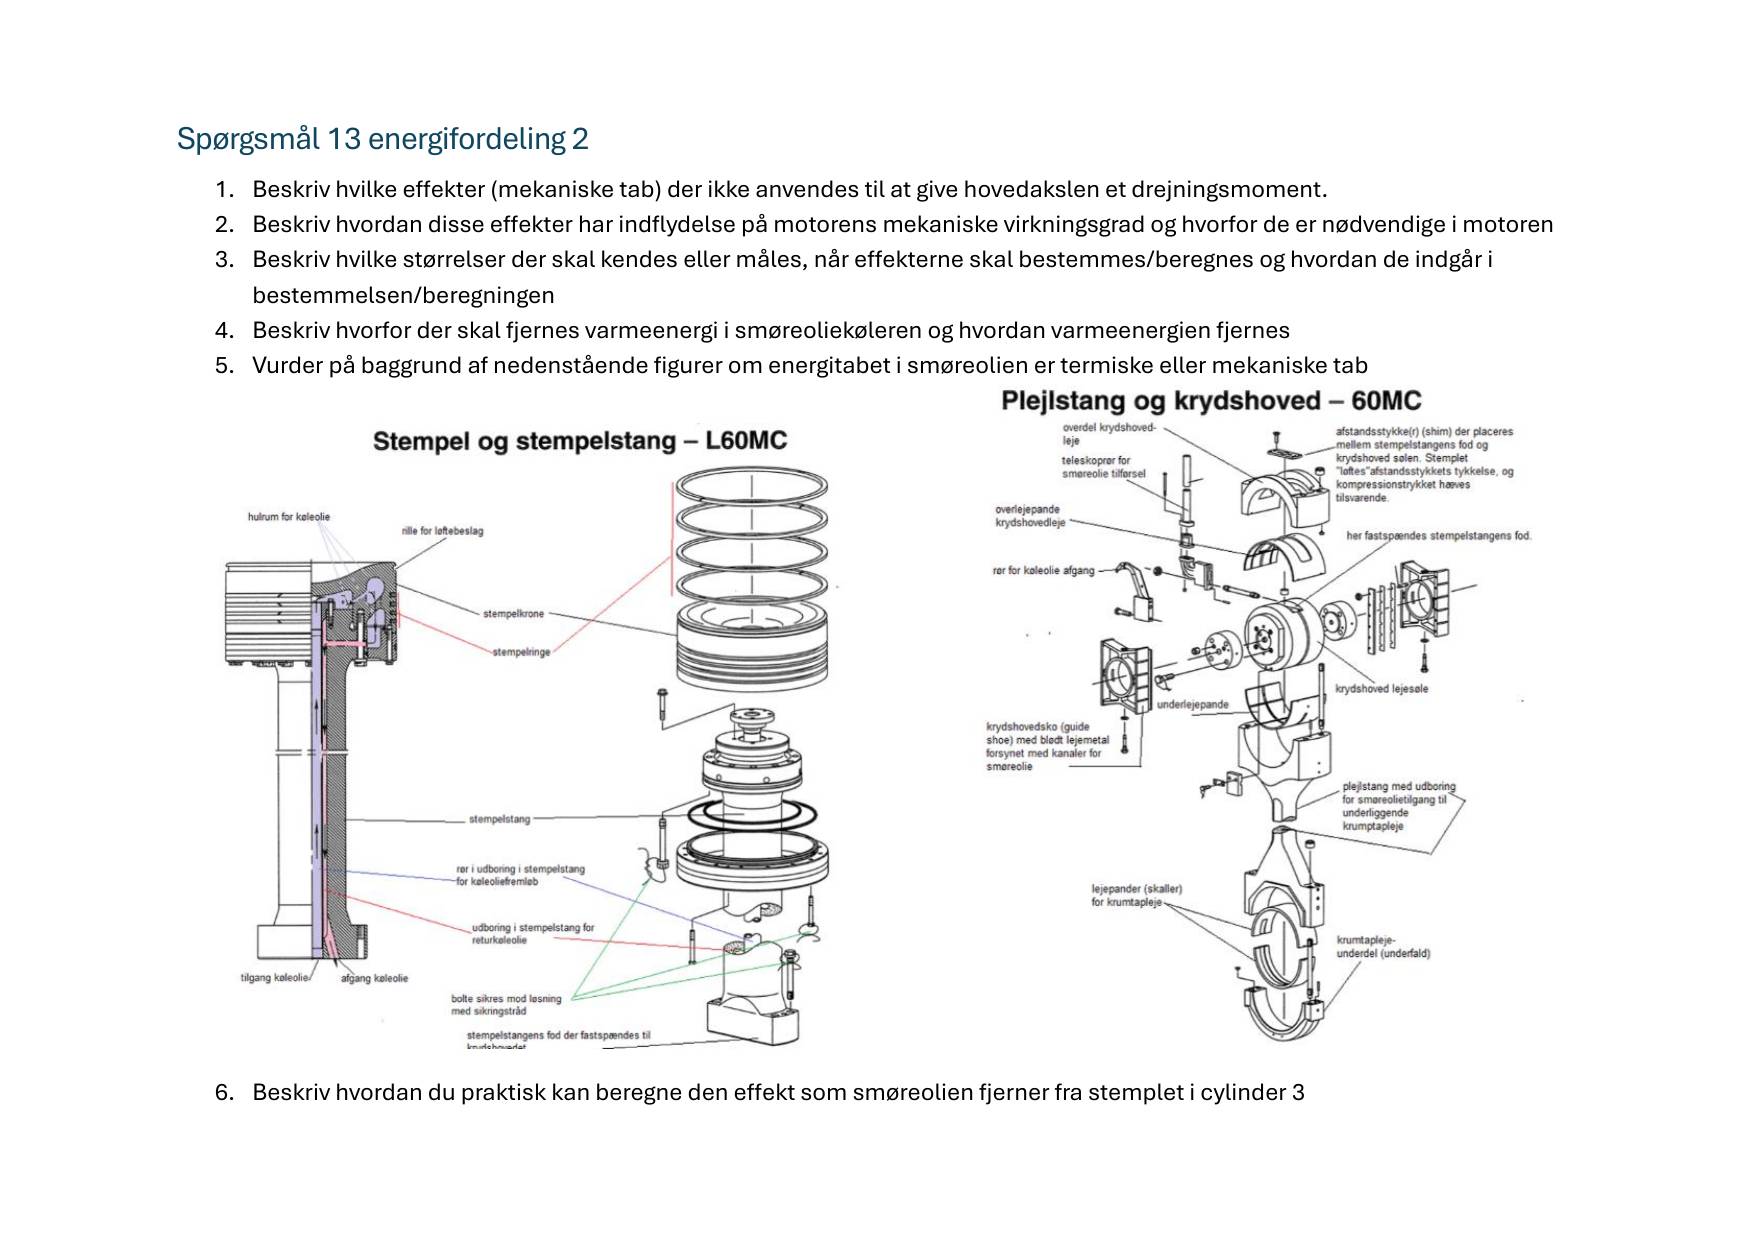 Spørgsmål 13 energifordeling 2
1. Beskriv hvilke effekter (mekaniske tab) der ikke anvendes til at give hovedakslen et drejningsmoment.
2. Beskriv hvordan disse effekter har indflydelse på motorens mekaniske virkningsgrad og hvorfor de er nødvendige i motoren
3. Beskriv hvilke størrelser der skal kendes eller måles, når effekterne skal bestemmes/beregnes og hvordan de indgår i
bestemmelsen/beregningen
4. Beskriv hvorfor der skal fjernes varmeenergi i smøreoliekøleren og hvordan varmeenergien fjernes
5. Vurder på baggrund af nedenstående figurer om energitabet i smøreolien er termiske eller mekaniske tab
Stempel og stempelstang – L60MC
hulrum for køleolie
rille for løftebeslag
stempelkrone
stempelringe
stempelstang
rør i udboring i stempelstang
for køleoliefremløb
udboring i stempelstang for
returkøleolie
tilgang køleolie
afgang køleolie
bolte sikres mod løsning
med sikringstråd
stempelstangens fod der fastspændes til
krydshovedet
Plejlstang og krydshoved – 60MC
overdel krydshoved-
leje
teleskoprør for
smøreolie tilførsel
overlejepande
krydshovedleje
rør for køleolie afgang
afstandsstykke(r) (shim) der placeres
mellem stempelstangens fod og
krydshoved sølen. Stemplet
"løftes"afstandsstykkets tykkelse, og
kompressionstrykket hæves
tilsvarende.
her fastspændes stempelstangens fod.
krydshoved lejesøle
underlejepande
krydshovedsko (guide
shoe) med blødt lejemetal
forsynet med kanaler for
smøreolie
plejlstang med udboring
for smøreolietilgang til
underliggende
krumptapleje
lejepander (skaller)
for krumtapleje
krumtapleje-
underdel (underfald)
6. Beskriv hvordan du praktisk kan beregne den effekt som smøreolien fjerner fra stemplet i cylinder 3